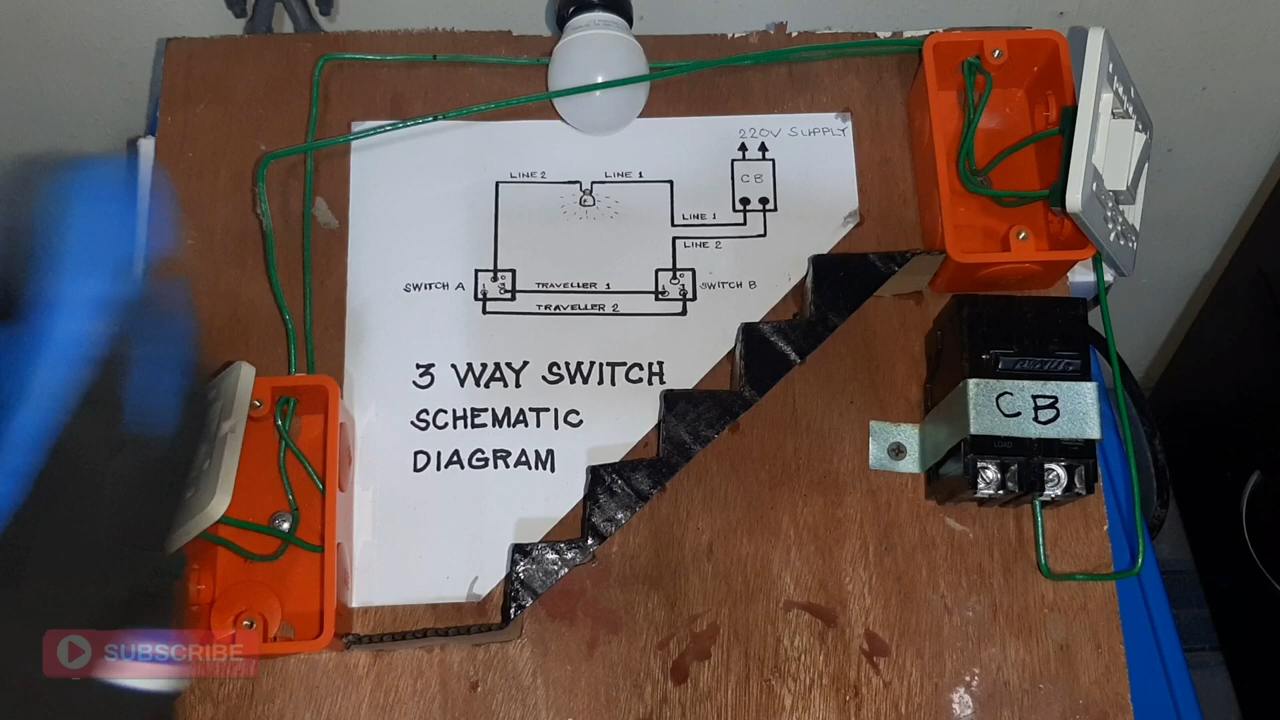 220V SUPPLY
CB
LINE 2
LINE 1
LINE 1
LINE 2
SWITCH A
TRAVELLER 1
SWITCH B
TRAVELLER 2
3 WAY SWITCH
SCHEMATIC
DIAGRAM
CB
LOAD
SUBSCRIBE